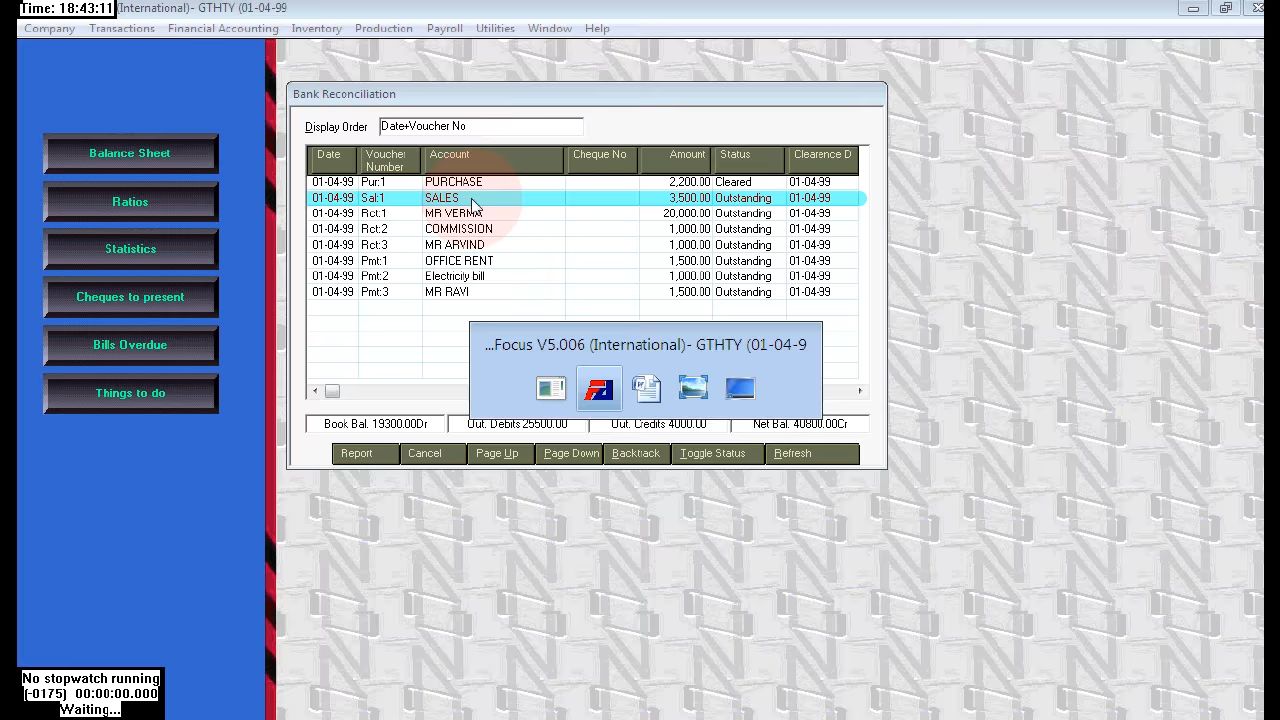 Time: 18:43:11 (International)- GTHTY (01-04-99
Company Transactions Financial Accounting Inventory Production Payroll Utilities Window Help
Bank Reconciliation
Display Order Date+Voucher No
Date Voucher Number Account Cheque No Amount Status Clearence D
01-04-99 Pur:1 PURCHASE 2,200.00 Cleared 01-04-99
01-04-99 Sal:1 SALES 3,500.00 Outstanding 01-04-99
01-04-99 Rct:1 MR VERMA 20,000.00 Outstanding 01-04-99
01-04-99 Rct:2 COMMISSION 1,000.00 Outstanding 01-04-99
01-04-99 Rct:3 MR ARVIND 1,000.00 Outstanding 01-04-99
01-04-99 Pmt:1 OFFICE RENT 1,500.00 Outstanding 01-04-99
01-04-99 Pmt:2 Electricity bill 1,000.00 Outstanding 01-04-99
01-04-99 Pmt:3 MR RAVI 1,500.00 Outstanding 01-04-99
...Focus V5.006 (International)- GTHTY (01-04-9
Book Bal. 19300.00Dr Out. Debits 25500.00 Out. Credits 4000.00 Net Bal. 40800.00Cr
Report Cancel Page Up Page Down Backtrack Toggle Status Refresh
Balance Sheet
Ratios
Statistics
Cheques to present
Bills Overdue
Things to do
No stopwatch running
(-0175) 00:00:00.000
Waiting...